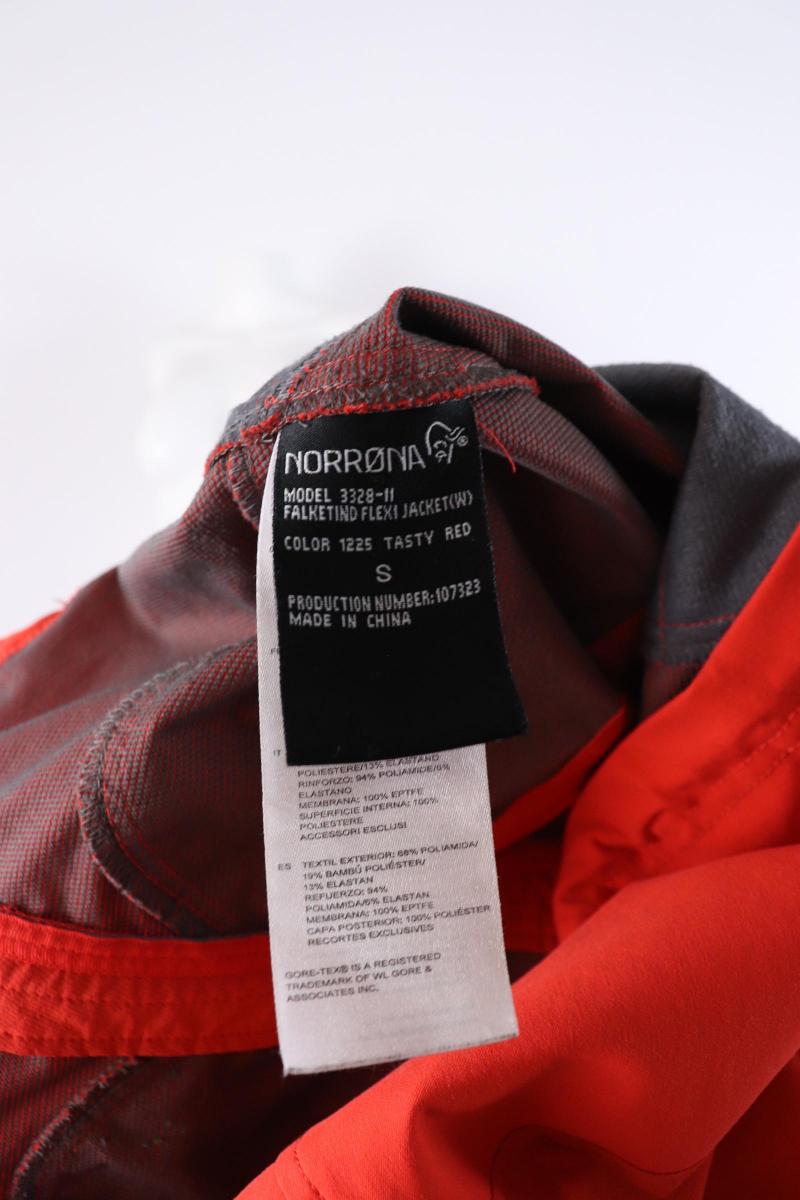 NORRØNA®
MODEL 3328-11
FALKETIND FLEX1 JACKET(W)
COLOR 1225 TASTY RED
S
PRODUCTION NUMBER:107323
MADE IN CHINA
IT
POLIESTERE/13% ELASTANO
RINFORZO: 94% POLIAMIDE/6%
ELASTANO
MEMBRANA: 100% EPTFE
SUPERFICIE INTERNA: 100%
POLIESTERE
ACCESSORI ESCLUSI
ES TEXTIL EXTERIOR: 68% POLIAMIDA/
19% BAMBÚ POLIÉSTER/
13% ELASTAN
REFUERZO: 94%
POLIAMIDA/6% ELASTAN
MEMBRANA: 100% EPTFE
CAPA POSTERIOR: 100% POLIÉSTER
RECORTES EXCLUSIVES
GORE-TEX® IS A REGISTERED
TRADEMARK OF WL GORE &
ASSOCIATES INC.